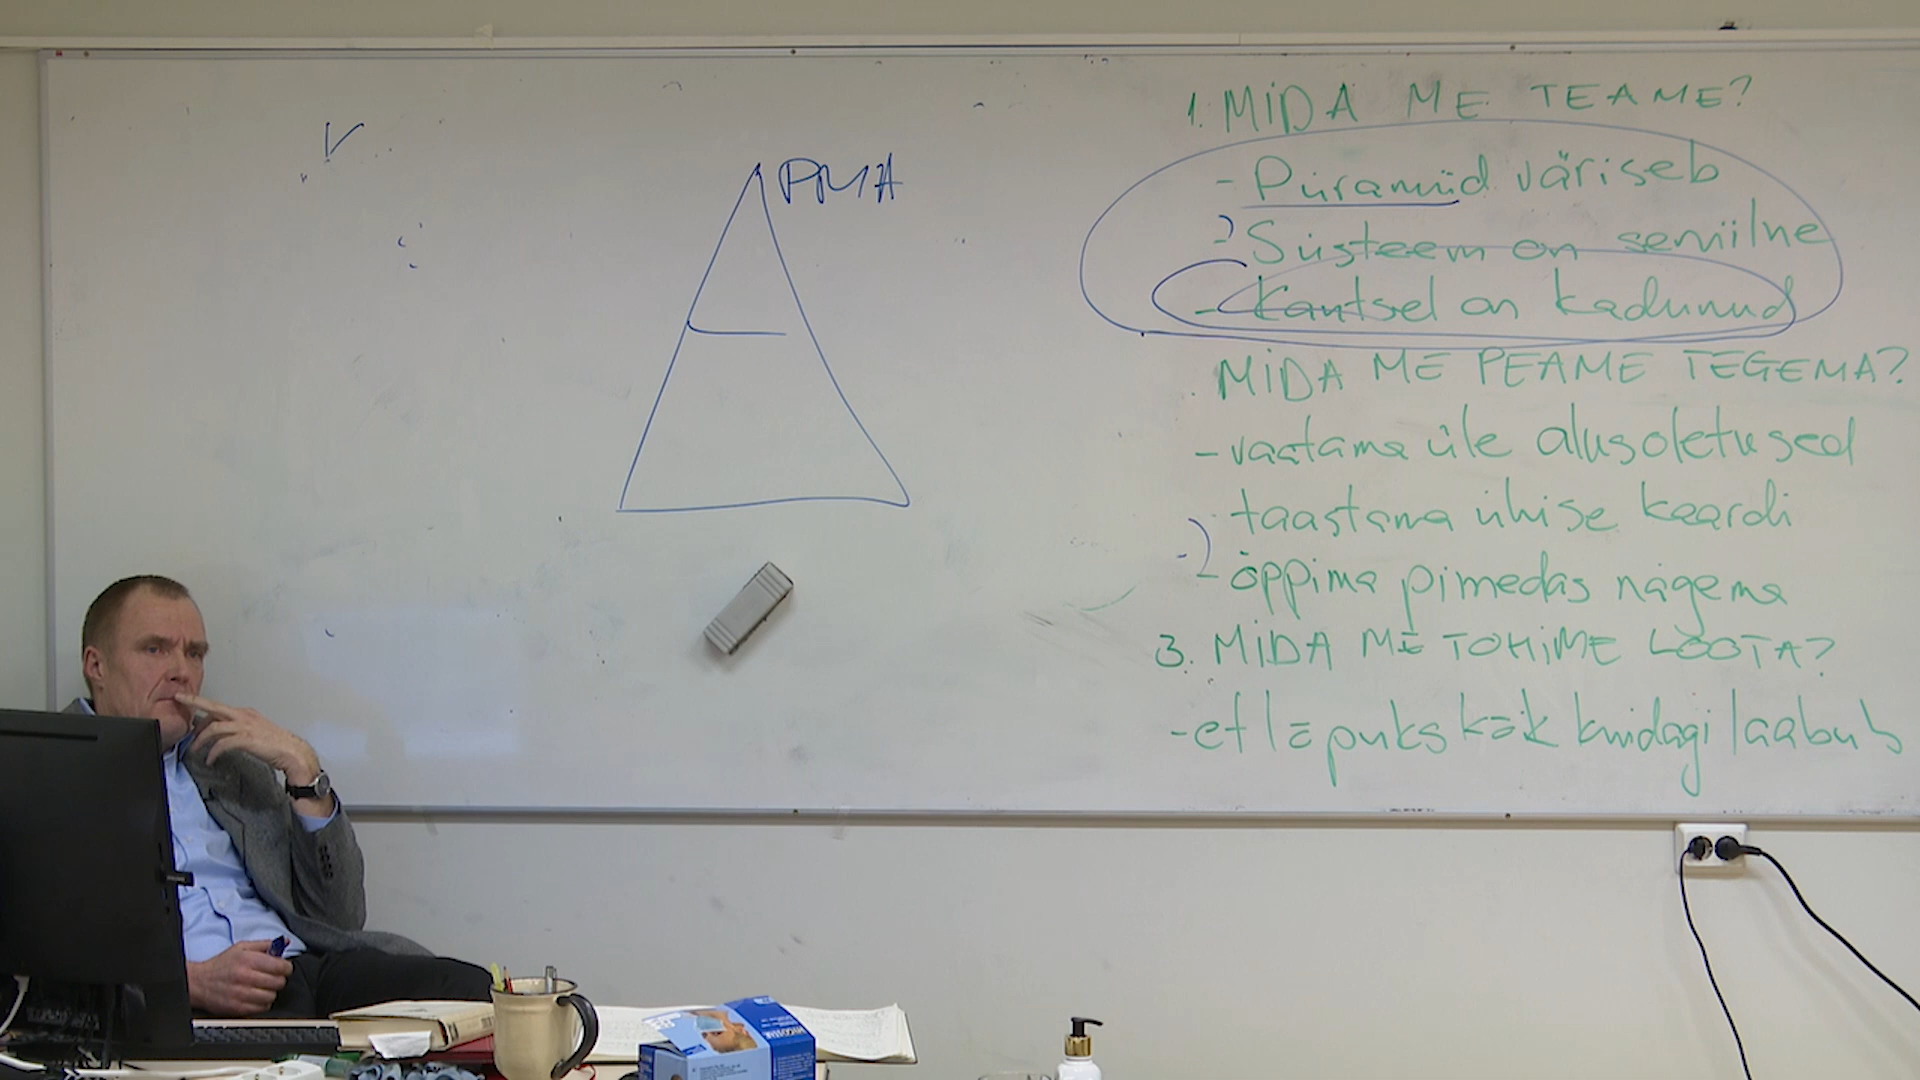 PMA
1. MIDA ME TEAME?
- Püramiid väriseb
- Süsteem on seniilne
- Kantsel on kadunud
MIDA ME PEAME TEGEMA?
- vaatama üle alusoletused
taastama ühise kaardi
- õppima pimedas nägema
3. MIDA ME TOHIME LOOTA?
- et lõpuks kõik kuidagi laabub